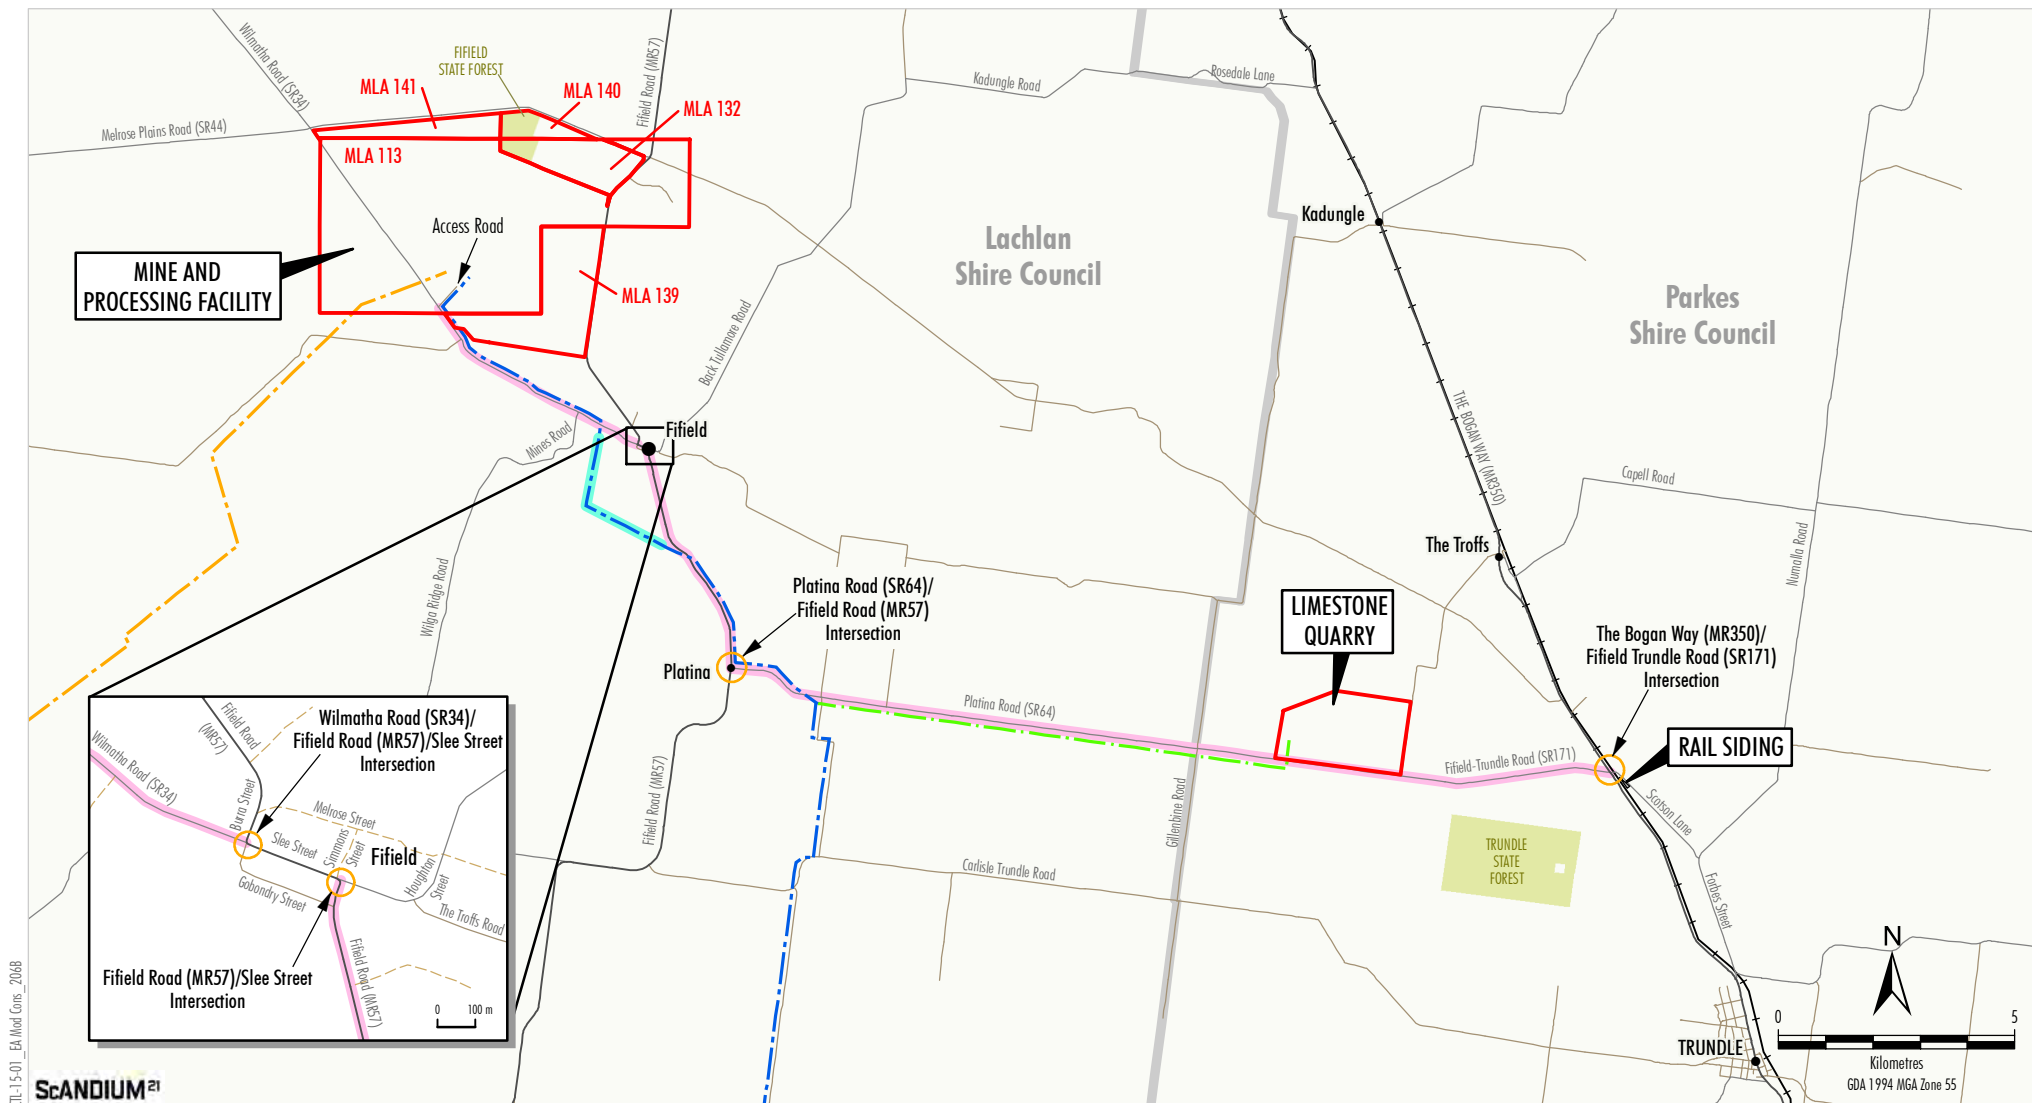 Wilmatha Road (SR34)
FIFIELD
STATE FOREST
Fifield Road (MR57)
Kadungle Road
Rosedale Lane
MLA 141
MLA 140
MLA 132
Melrose Plains Road (SR44)
MLA 113
Access Road
Kadungle
Lachlan
Shire Council
MINE AND
PROCESSING FACILITY
MLA 139
Parkes
Shire Council
Back Tullamore Road
THE BOGAN WAY (MR350)
Mines Road
Fifield
Capell Road
The Troffs
Numalla Road
Wilga Ridge Road
Platina Road (SR64)/
Fifield Road (MR57)
Intersection
LIMESTONE
QUARRY
The Bogan Way (MR350)/
Fifield Trundle Road (SR171)
Intersection
Platina
Platina Road (SR64)
Fifield-Trundle Road (SR171)
RAIL SIDING
Fifield Road (MR57)
Gillenbine Road
Scotson Lane
TRUNDLE
STATE
FOREST
Carlisle Trundle Road
Forbes Street
Fifield Road
(MR57)
Wilmatha Road (SR34)/
Fifield Road (MR57)/Slee Street
Intersection
Wilmatha Road (SR34)
Burra Street
Melrose Street
Slee Street
Simmons
Street
Fifield
Houghton
Street
Gobondry Street
The Troffs Road
Fifield Road (MR57)
Fifield Road (MR57)/Slee Street
Intersection
0 100 m
N
0 5
Kilometres
GDA 1994 MGA Zone 55
TRUNDLE
SCANDIUM21
CTL-15-01_EA Mod Cons_206B